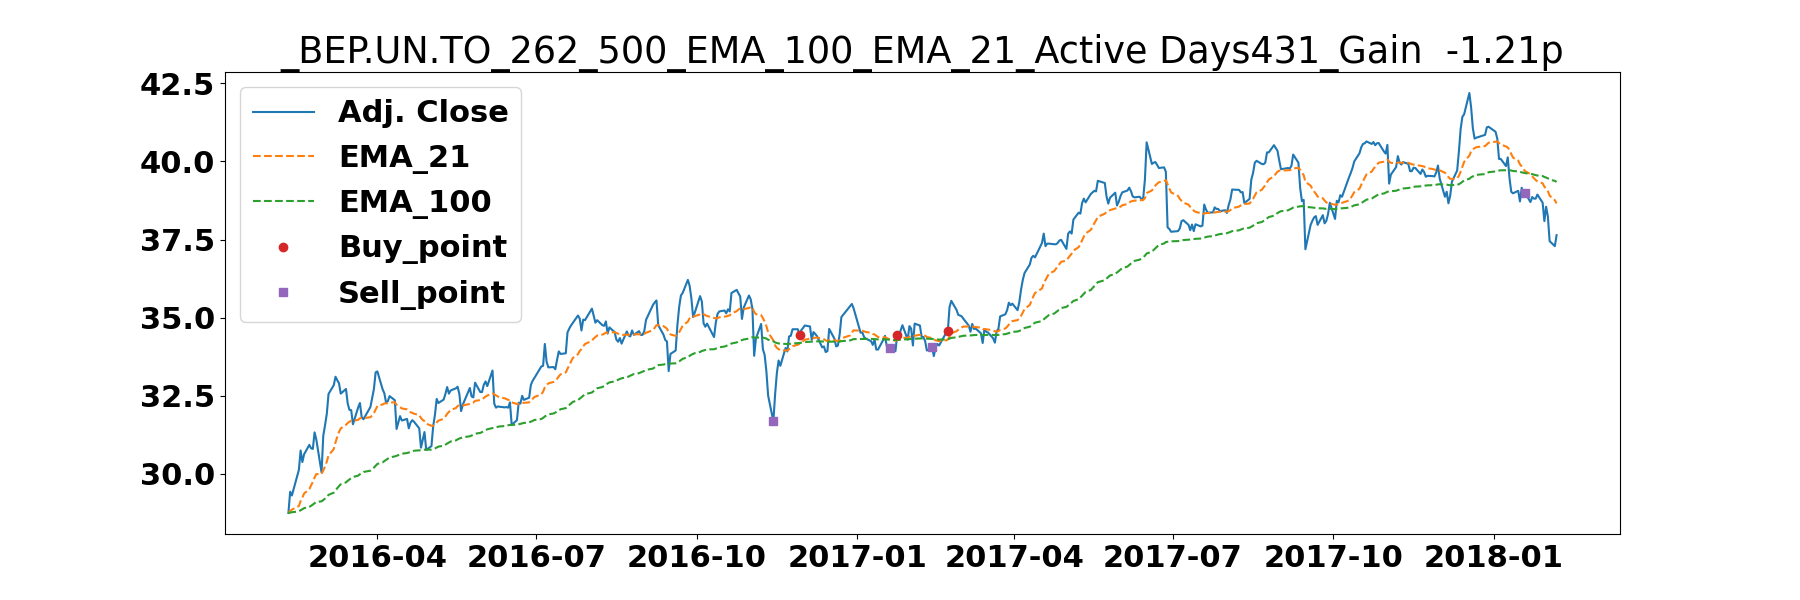 _BEP.UN.TO_262_500_EMA_100_EMA_21_Active Days431_Gain  -1.21p
42.5
40.0
37.5
35.0
32.5
30.0
Adj. Close
EMA_21
EMA_100
Buy_point
Sell_point
2016-04 2016-07 2016-10 2017-01 2017-04 2017-07 2017-10 2018-01